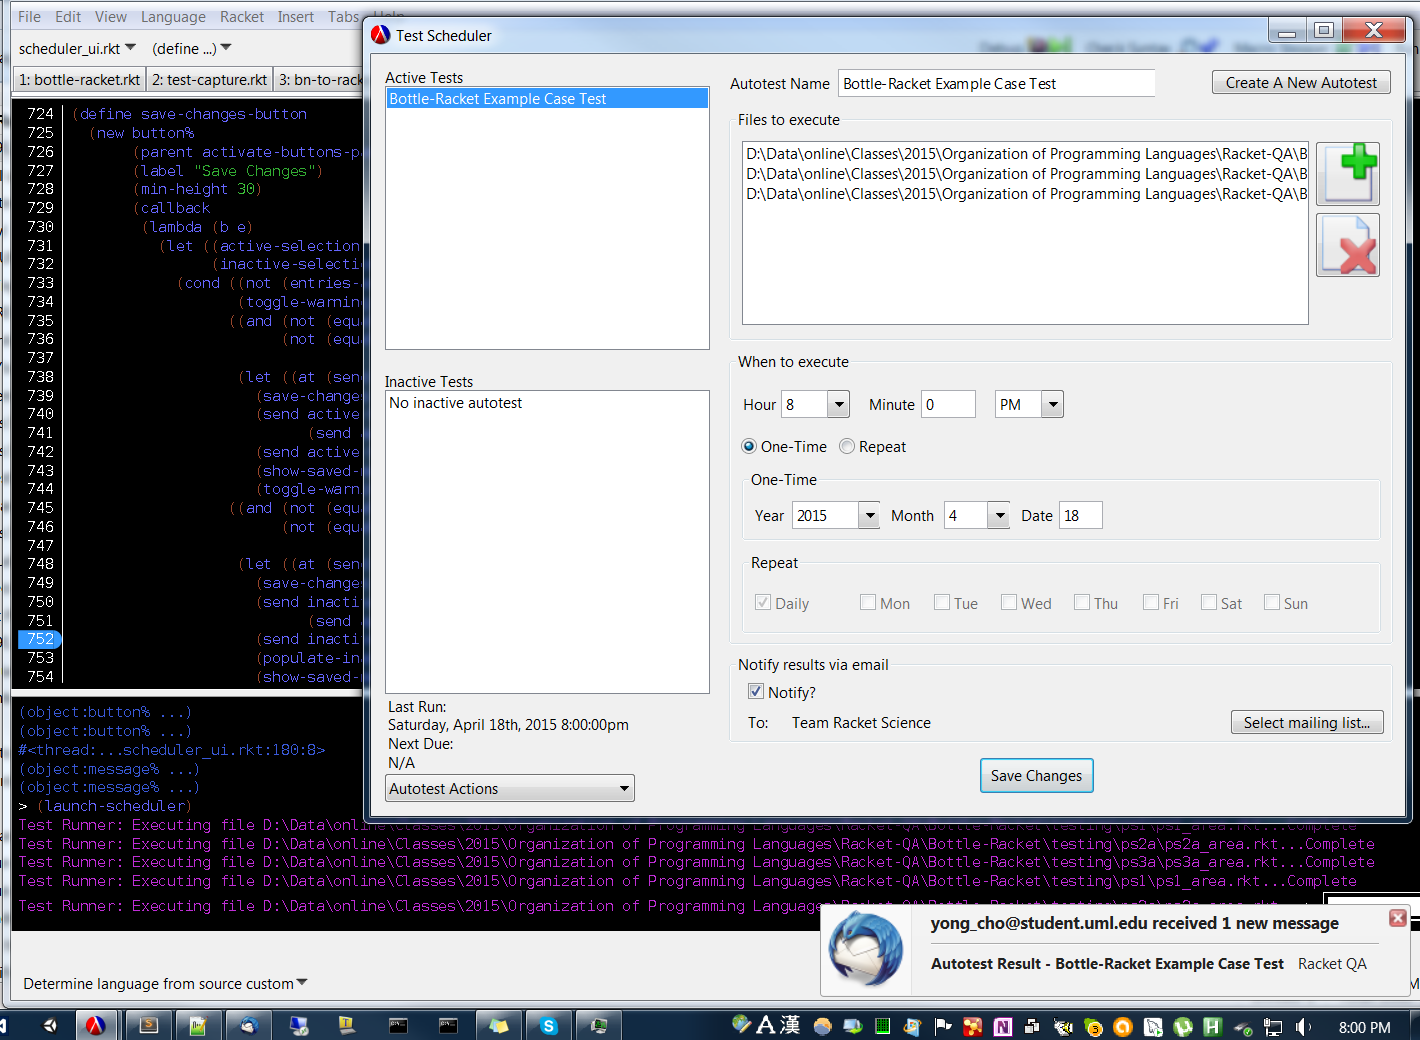 File Edit View Language Racket Insert Tabs Help
scheduler_ui.rkt (define ...)
1: bottle-racket.rkt 2: test-capture.rkt 3: bn-to-rack
724 (define save-changes-button
725 (new button%
726 (parent activate-buttons-pa
727 (label "Save Changes")
728 (min-height 30)
729 (callback
730 (lambda (b e)
731 (let ((active-selection
732 (inactive-selectio
733 (cond ((not (entries-
734 (toggle-warnin
735 ((and (not (equa
736 (not (equa
737
738 (let ((at (send
739 (save-changes
740 (send active
741 (send
742 (send active
743 (show-saved-
744 (toggle-warni
745 ((and (not (equa
746 (not (equa
747
748 (let ((at (send
749 (save-changes
750 (send inacti
751 (send
752 (send inacti
753 (populate-ina
754 (show-saved-
(object:button% ...)
(object:button% ...)
#<thread:...scheduler_ui.rkt:180:8>
(object:message% ...)
(object:message% ...)
> (launch-scheduler)
Test Runner: Executing file D:\Data\online\Classes\2015\Organization of Programming Languages\Racket-QA\Bottle-Racket\testing\ps1\ps1_area.rkt...Complete
Test Runner: Executing file D:\Data\online\Classes\2015\Organization of Programming Languages\Racket-QA\Bottle-Racket\testing\ps2a\ps2a_area.rkt...Complete
Test Runner: Executing file D:\Data\online\Classes\2015\Organization of Programming Languages\Racket-QA\Bottle-Racket\testing\ps3a\ps3a_area.rkt...Complete
Test Runner: Executing file D:\Data\online\Classes\2015\Organization of Programming Languages\Racket-QA\Bottle-Racket\testing\ps1\ps1_area.rkt...Complete
Test Runner: Executing file D:\Data\online\Classes\2015\Organization of Programming Languages
Determine language from source custom
Test Scheduler
Active Tests
Bottle-Racket Example Case Test
Inactive Tests
No inactive autotest
Last Run:
Saturday, April 18th, 2015 8:00:00pm
Next Due:
N/A
Autotest Actions
Autotest Name Bottle-Racket Example Case Test Create A New Autotest
Files to execute
D:\Data\online\Classes\2015\Organization of Programming Languages\Racket-QA\B
D:\Data\online\Classes\2015\Organization of Programming Languages\Racket-QA\B
D:\Data\online\Classes\2015\Organization of Programming Languages\Racket-QA\B
When to execute
Hour 8 Minute 0 PM
One-Time Repeat
One-Time
Year 2015 Month 4 Date 18
Repeat
Daily Mon Tue Wed Thu Fri Sat Sun
Notify results via email
Notify?
To: Team Racket Science Select mailing list...
Save Changes
yong_cho@student.uml.edu received 1 new message
Autotest Result - Bottle-Racket Example Case Test Racket QA
A 漢 8:00 PM